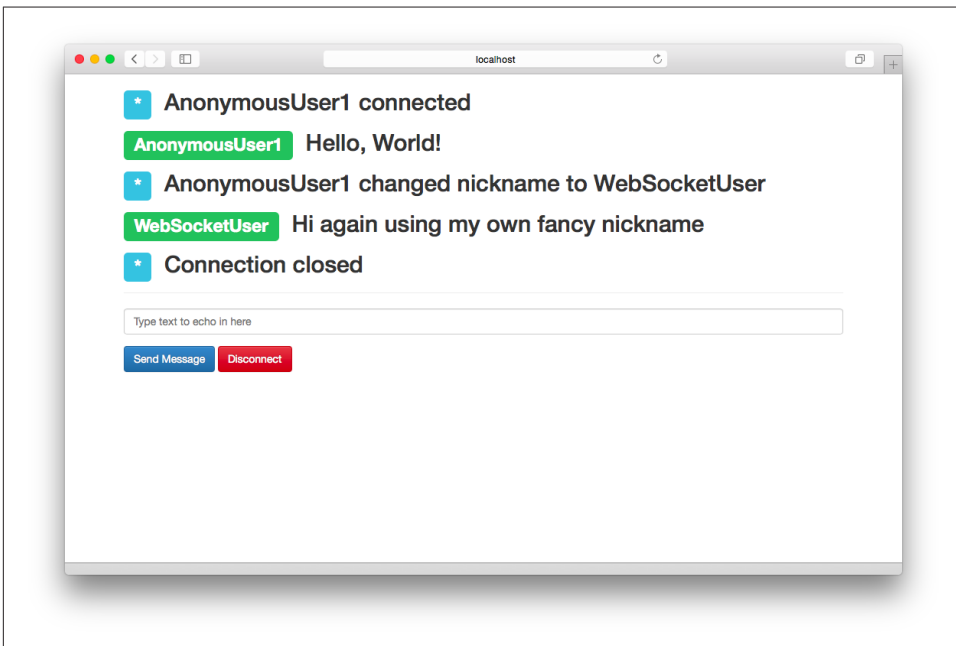 localhost
* AnonymousUser1 connected
AnonymousUser1 Hello, World!
* AnonymousUser1 changed nickname to WebSocketUser
WebSocketUser Hi again using my own fancy nickname
* Connection closed
Type text to echo in here
Send Message Disconnect